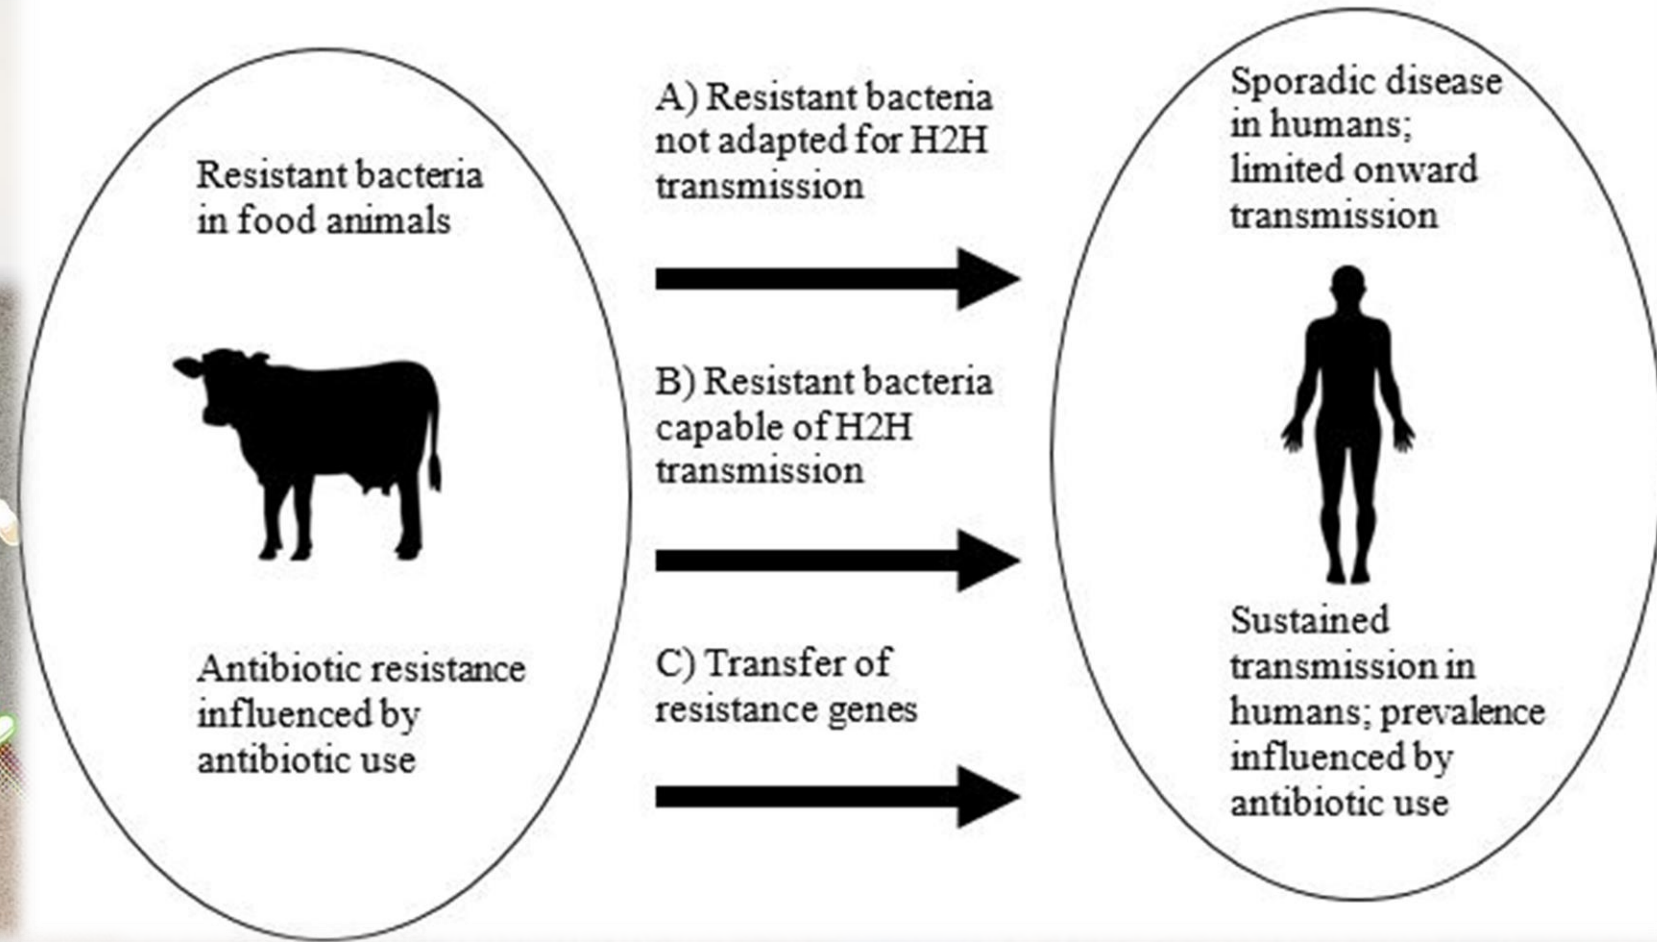 Resistant bacteria
in food animals
Antibiotic resistance
influenced by
antibiotic use
A) Resistant bacteria
not adapted for H2H
transmission
B) Resistant bacteria
capable of H2H
transmission
C) Transfer of
resistance genes
Sporadic disease
in humans;
limited onward
transmission
Sustained
transmission in
humans; prevalence
influenced by
antibiotic use